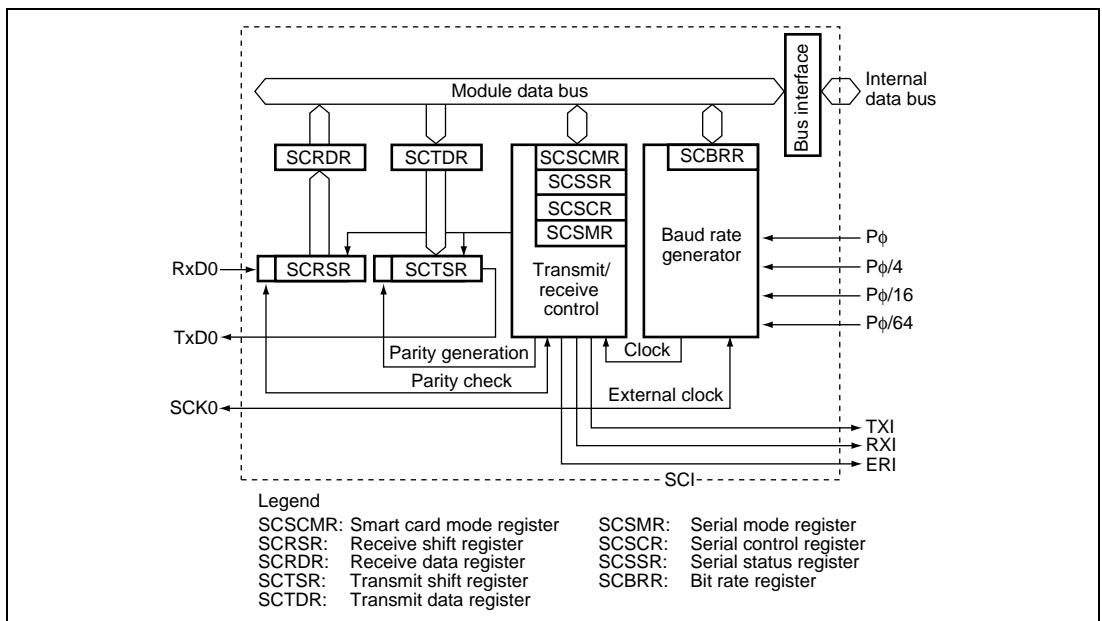 Module data bus
Bus interface
Internal
data bus
SCRDR
SCTDR
SCSCMR
SCSSR
SCSCR
SCSMR
SCBRR
Transmit/
receive
control
Baud rate
generator
Pϕ
Pϕ/4
Pϕ/16
Pϕ/64
RxD0
SCRSR
SCTSR
TxD0
Parity generation
Clock
Parity check
SCK0
External clock
TXI
RXI
ERI
SCI
Legend
SCSCMR: Smart card mode register
SCRSR: Receive shift register
SCRDR: Receive data register
SCTSR: Transmit shift register
SCTDR: Transmit data register
SCSMR: Serial mode register
SCSCR: Serial control register
SCSSR: Serial status register
SCBRR: Bit rate register